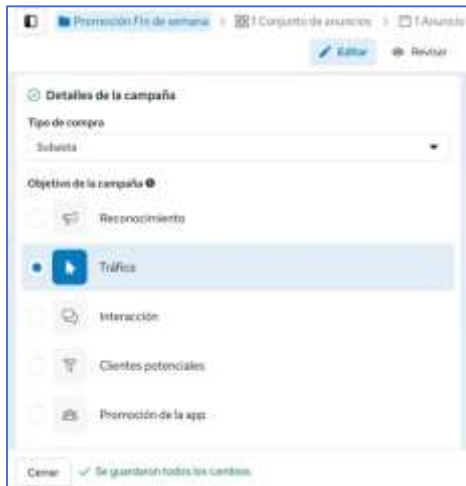 Promoción Fin de semana > 1 Conjunto de anuncios > 1 Anuncio
Editar Revisar
Detalles de la campaña
Tipo de compra
Subasta
Objetivo de la campaña
Reconocimiento
Tráfico
Interacción
Clientes potenciales
Promoción de la app
Cerrar Se guardaron todos los cambios